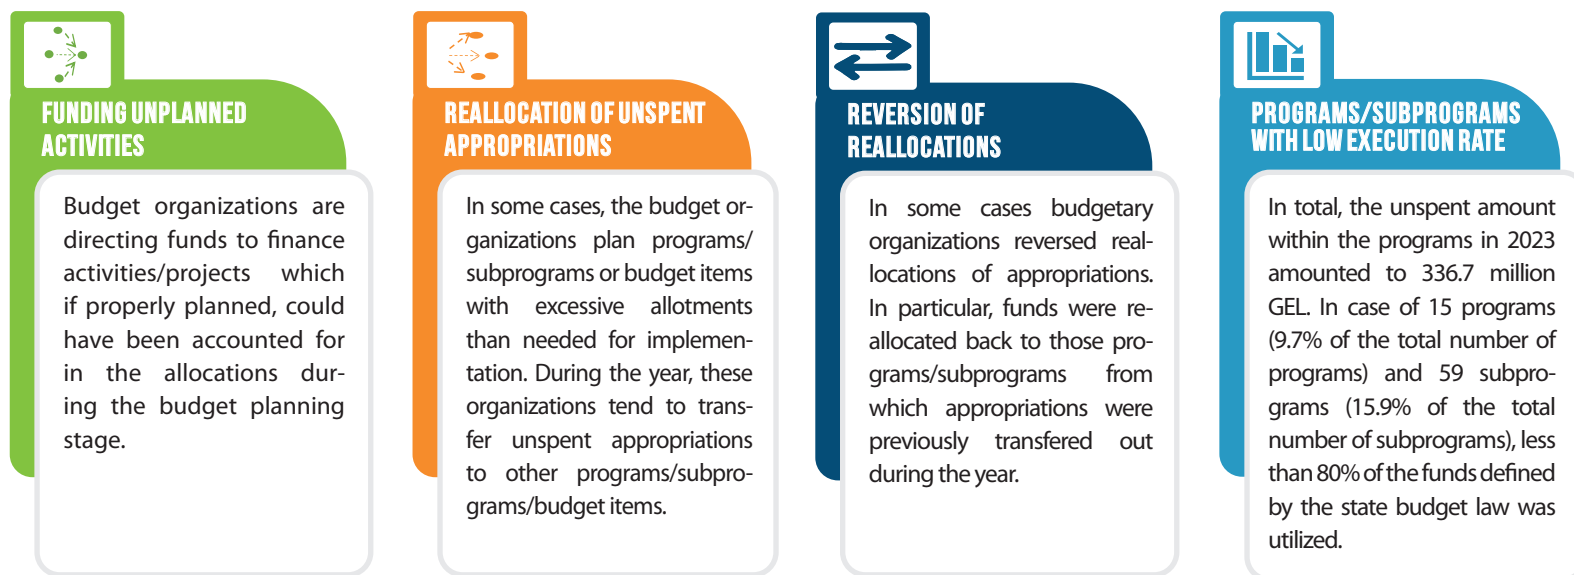 FUNDING UNPLANNED
ACTIVITIES
Budget organizations are
directing funds to finance
activities/projects which
if properly planned, could
have been accounted for
in the allocations dur-
ing the budget planning
stage.
REALLOCATION OF UNSPENT
APPROPRIATIONS
In some cases, the budget or-
ganizations plan programs/
subprograms or budget items
with excessive allotments
than needed for implemen-
tation. During the year, these
organizations tend to trans-
fer unspent appropriations
to other programs/subpro-
grams/budget items.
REVERSION OF
REALLOCATIONS
In some cases budgetary
organizations reversed real-
locations of appropriations.
In particular, funds were re-
allocated back to those pro-
grams/subprograms from
which appropriations were
previously transfered out
during the year.
PROGRAMS/SUBPROGRAMS
WITH LOW EXECUTION RATE
In total, the unspent amount
within the programs in 2023
amounted to 336.7 million
GEL. In case of 15 programs
(9.7% of the total number of
programs) and 59 subpro-
grams (15.9% of the total
number of subprograms), less
than 80% of the funds defined
by the state budget law was
utilized.